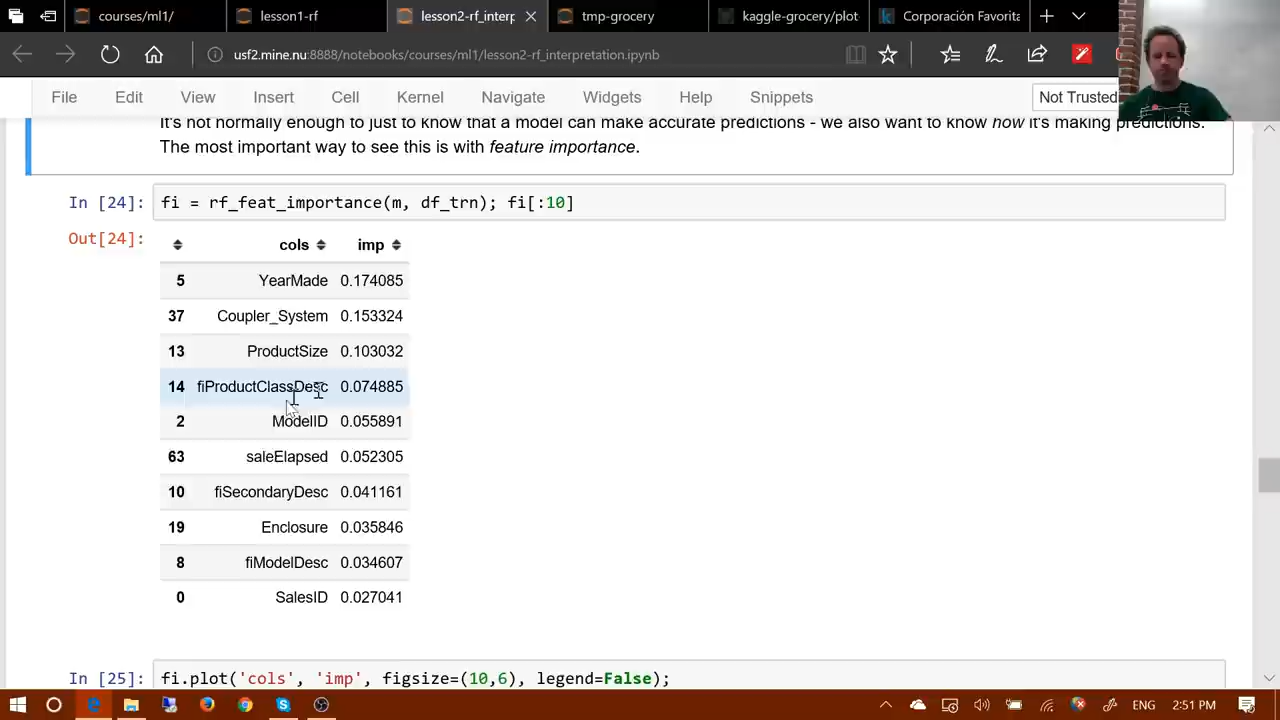 courses/ml1/
lesson1-rf
lesson2-rf_interp
tmp-grocery
kaggle-grocery/plot
Corporación Favorita
usf2.mine.nu:8888/notebooks/courses/ml1/lesson2-rf_interpretation.ipynb
File Edit View Insert Cell Kernel Navigate Widgets Help Snippets Not Trusted
It's not normally enough to just to know that a model can make accurate predictions - we also want to know how it's making predictions.
The most important way to see this is with feature importance.
In [24]: fi = rf_feat_importance(m, df_trn); fi[:10]
Out[24]:
cols imp
5 YearMade 0.174085
37 Coupler_System 0.153324
13 ProductSize 0.103032
14 fiProductClassDesc 0.074885
2 ModelID 0.055891
63 saleElapsed 0.052305
10 fiSecondaryDesc 0.041161
19 Enclosure 0.035846
8 fiModelDesc 0.034607
0 SalesID 0.027041
In [25]: fi.plot('cols', 'imp', figsize=(10,6), legend=False);
ENG 2:51 PM